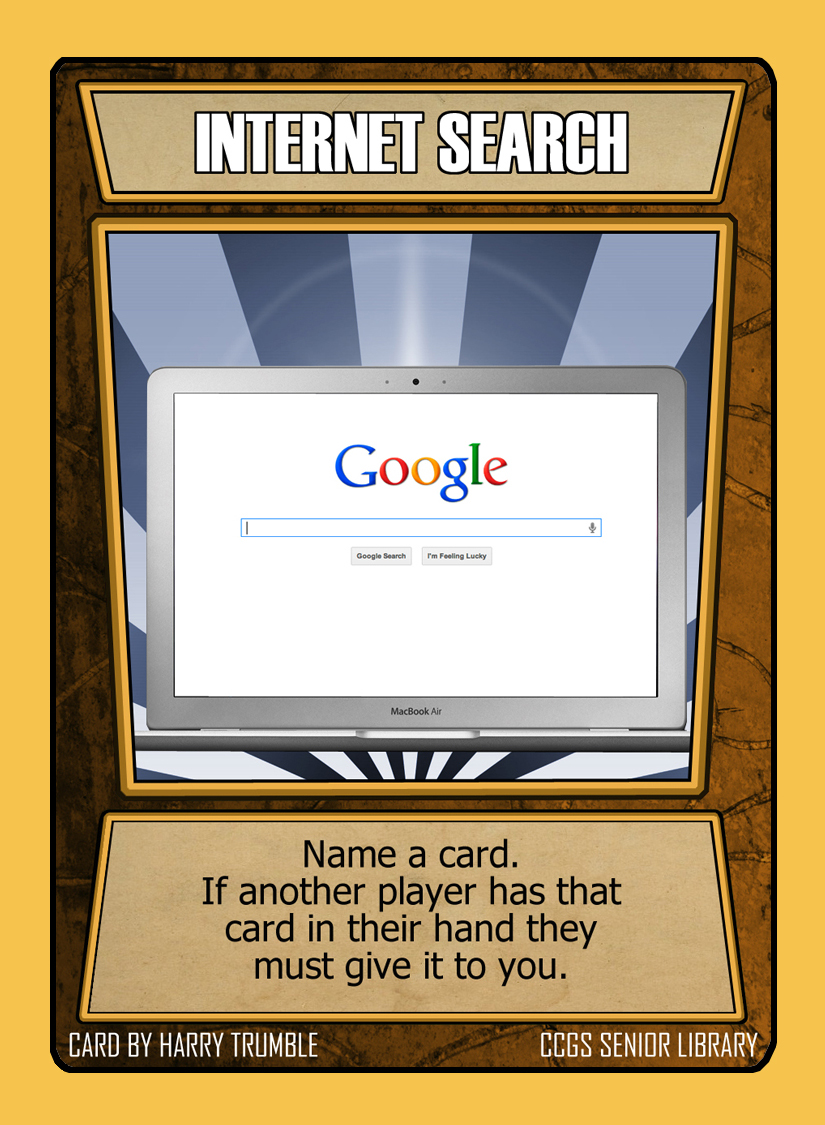 INTERNET SEARCH
Google
Google Search I'm Feeling Lucky
MacBook Air
Name a card.
If another player has that
card in their hand they
must give it to you.
CARD BY HARRY TRUMBLE CCGS SENIOR LIBRARY